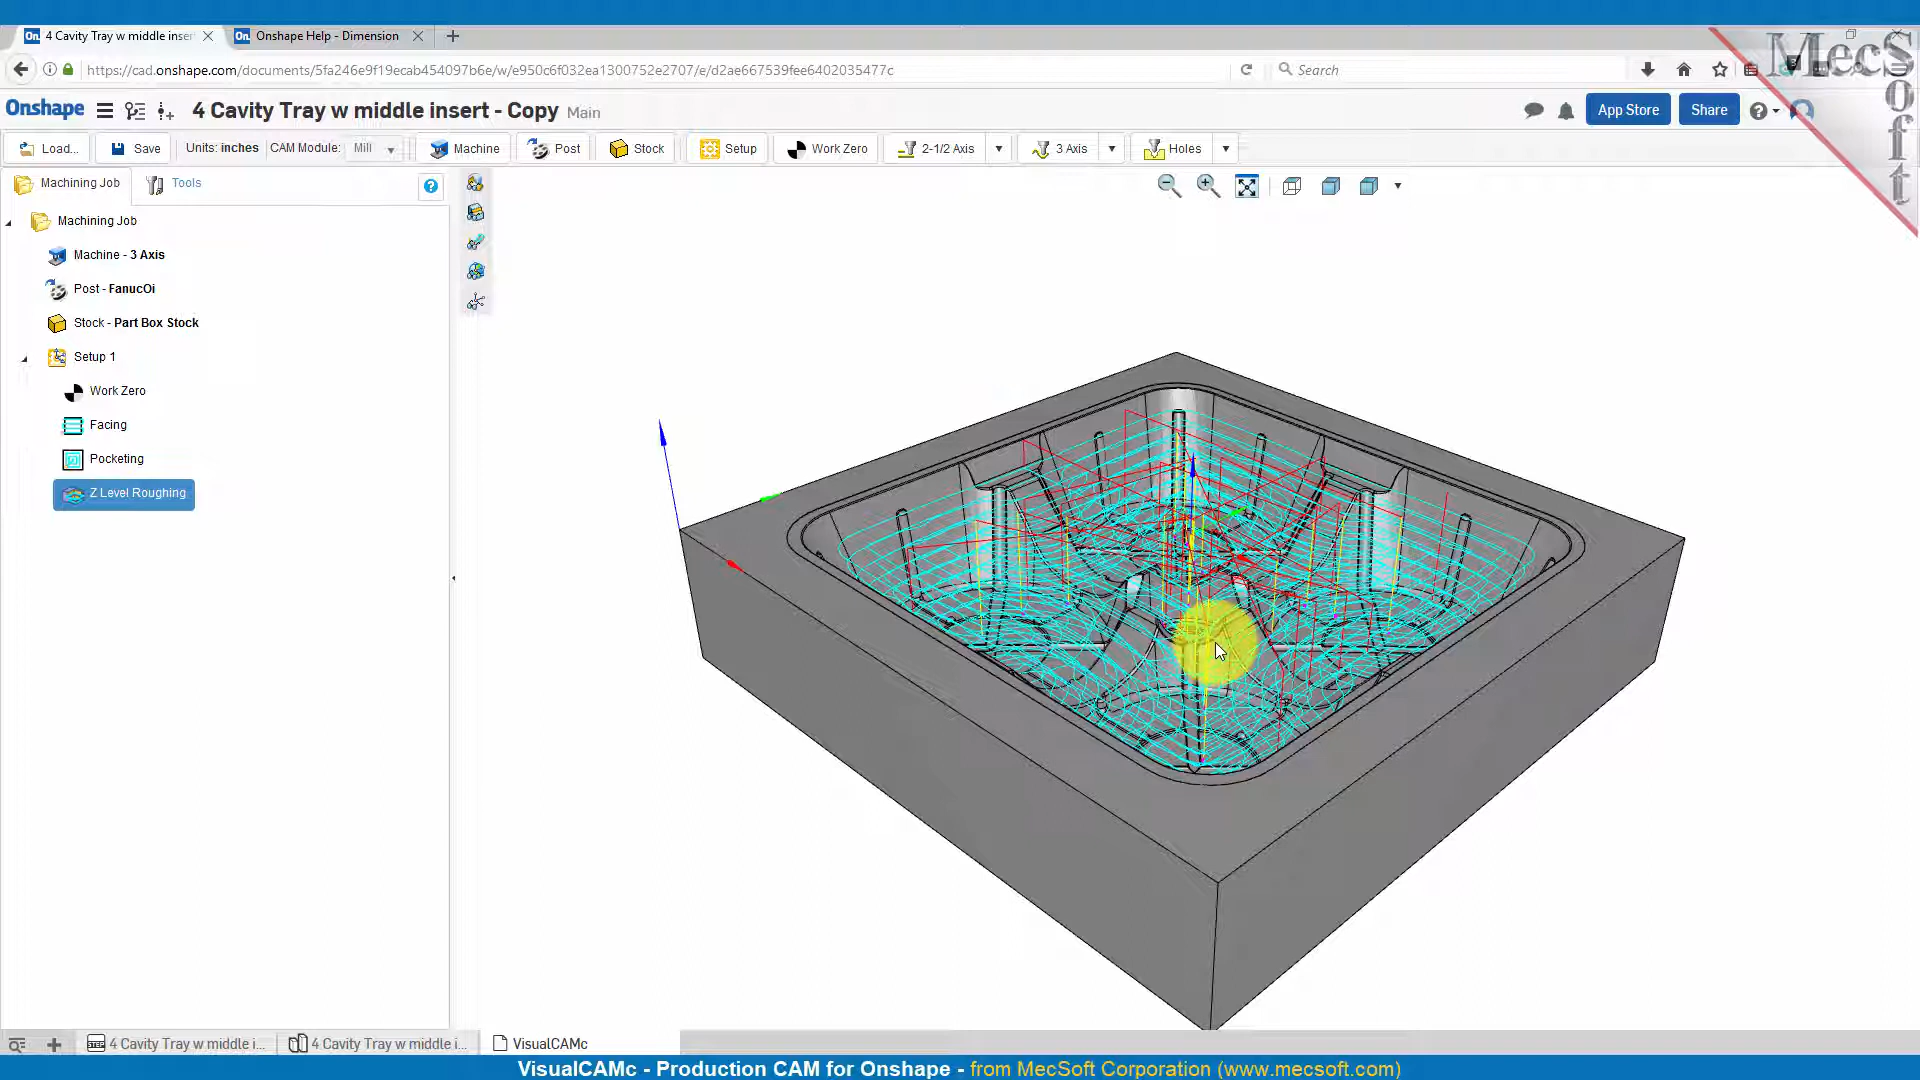 4 Cavity Tray w middle inser
Onshape Help - Dimension
https://cad.onshape.com/documents/5fa246e9f19ecab454097b6e/w/e950c6f032ea1300752e2707/e/d2ae667539fee6402035477c
Search
MecSoft
Onshape
4 Cavity Tray w middle insert - Copy Main
App Store
Share
Load...
Save
Units: inches
CAM Module: Mill
Machine
Post
Stock
Setup
Work Zero
2-1/2 Axis
3 Axis
Holes
Machining Job
Tools
Machining Job
Machine - 3 Axis
Post - FanucOi
Stock - Part Box Stock
Setup 1
Work Zero
Facing
Pocketing
Z Level Roughing
4 Cavity Tray w middle i...
4 Cavity Tray w middle i...
VisualCAMc
VisualCAMc - Production CAM for Onshape - from MecSoft Corporation (www.mecsoft.com)